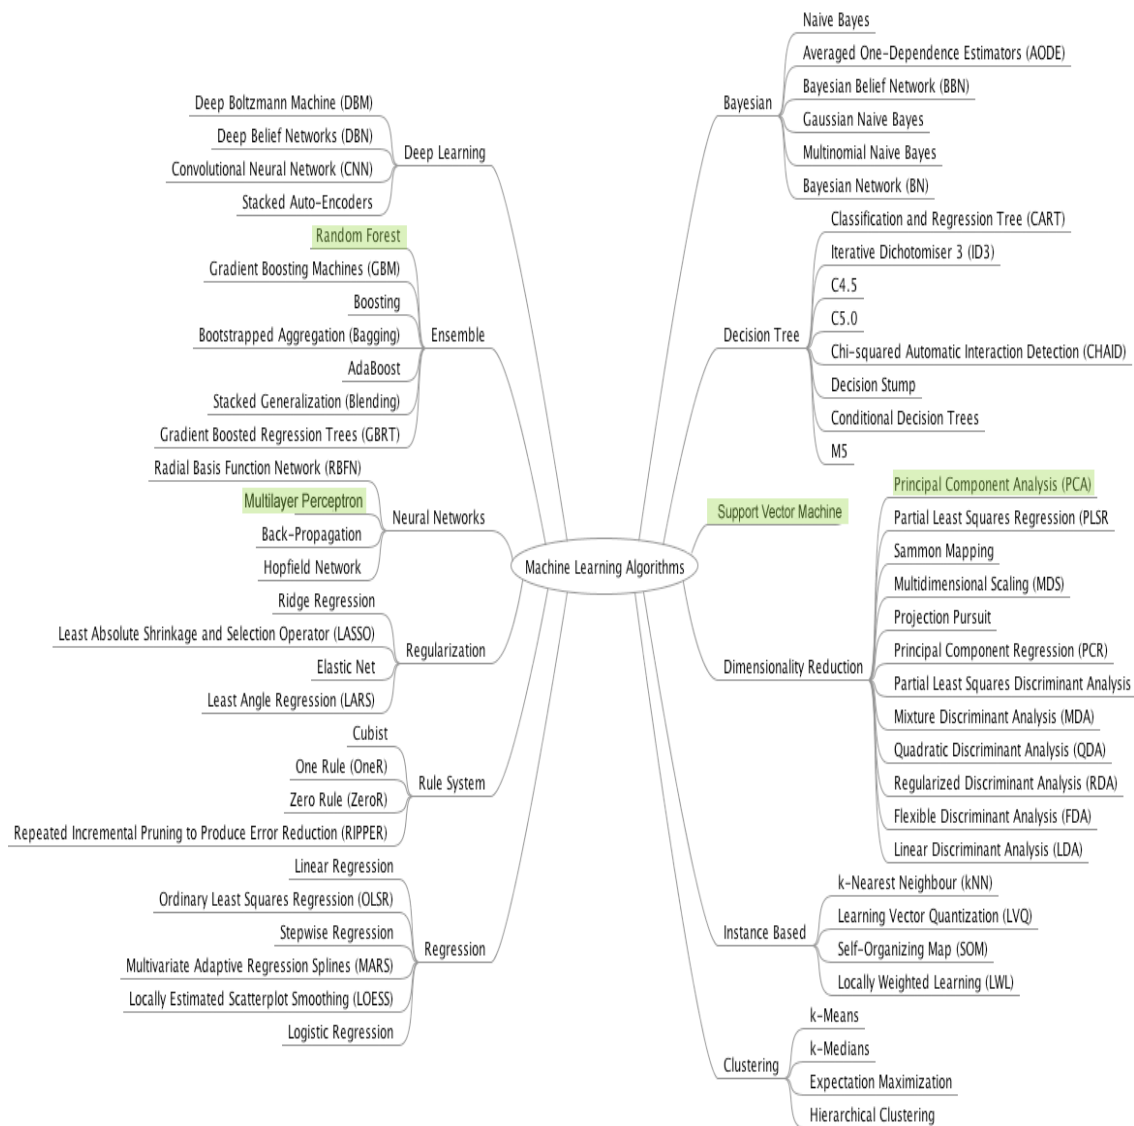 Deep Boltzmann Machine (DBM)
Deep Belief Networks (DBN)
Convolutional Neural Network (CNN)
Stacked Auto-Encoders
Deep Learning
Random Forest
Gradient Boosting Machines (GBM)
Boosting
Bootstrapped Aggregation (Bagging)
AdaBoost
Stacked Generalization (Blending)
Gradient Boosted Regression Trees (GBRT)
Ensemble
Radial Basis Function Network (RBFN)
Multilayer Perceptron
Back-Propagation
Hopfield Network
Neural Networks
Ridge Regression
Least Absolute Shrinkage and Selection Operator (LASSO)
Elastic Net
Least Angle Regression (LARS)
Regularization
Cubist
One Rule (OneR)
Zero Rule (ZeroR)
Repeated Incremental Pruning to Produce Error Reduction (RIPPER)
Rule System
Linear Regression
Ordinary Least Squares Regression (OLSR)
Stepwise Regression
Multivariate Adaptive Regression Splines (MARS)
Locally Estimated Scatterplot Smoothing (LOESS)
Logistic Regression
Regression
Machine Learning Algorithms
Bayesian
Naive Bayes
Averaged One-Dependence Estimators (AODE)
Bayesian Belief Network (BBN)
Gaussian Naive Bayes
Multinomial Naive Bayes
Bayesian Network (BN)
Decision Tree
Classification and Regression Tree (CART)
Iterative Dichotomiser 3 (ID3)
C4.5
C5.0
Chi-squared Automatic Interaction Detection (CHAID)
Decision Stump
Conditional Decision Trees
M5
Support Vector Machine
Dimensionality Reduction
Principal Component Analysis (PCA)
Partial Least Squares Regression (PLSR
Sammon Mapping
Multidimensional Scaling (MDS)
Projection Pursuit
Principal Component Regression (PCR)
Partial Least Squares Discriminant Analysis
Mixture Discriminant Analysis (MDA)
Quadratic Discriminant Analysis (QDA)
Regularized Discriminant Analysis (RDA)
Flexible Discriminant Analysis (FDA)
Linear Discriminant Analysis (LDA)
Instance Based
k-Nearest Neighbour (kNN)
Learning Vector Quantization (LVQ)
Self-Organizing Map (SOM)
Locally Weighted Learning (LWL)
Clustering
k-Means
k-Medians
Expectation Maximization
Hierarchical Clustering